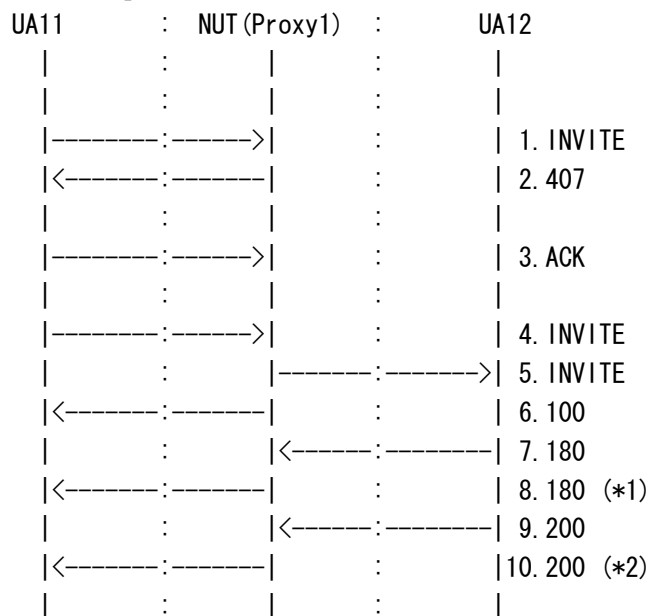 UA11 : NUT(Proxy1) : UA12
| : | : |
| : | : |
|-------:------>| : | 1.INVITE
|<------:-------| : | 2.407
| : | : |
|-------:------>| : | 3.ACK
| : | : |
|-------:------>| : | 4.INVITE
| : |------:------->| 5.INVITE
|<------:-------| : | 6.100
| : |<------:--------| 7.180
|<------:-------| : | 8.180 (*1)
| : |<------:--------| 9.200
|<------:-------| : |10.200 (*2)
| : | : |